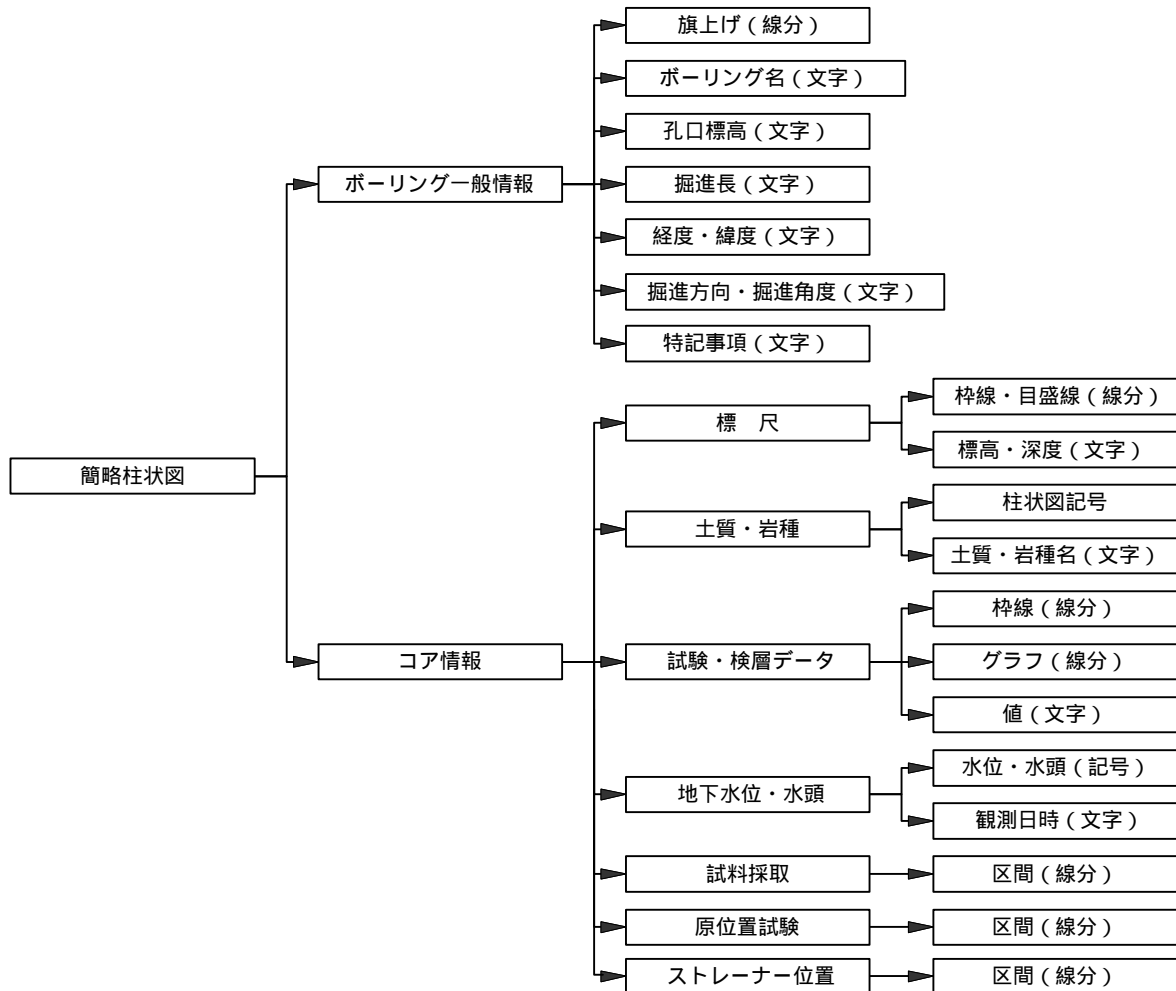 簡略柱状図
ボーリング一般情報
旗上げ(線分)
ボーリング名(文字)
孔口標高(文字)
掘進長(文字)
経度・緯度(文字)
掘進方向・掘進角度(文字)
特記事項(文字)
コア情報
標　尺
枠線・目盛線(線分)
標高・深度(文字)
土質・岩種
柱状図記号
土質・岩種名(文字)
試験・検層データ
枠線(線分)
グラフ(線分)
値(文字)
地下水位・水頭
水位・水頭(記号)
観測日時(文字)
試料採取
区間(線分)
原位置試験
区間(線分)
ストレーナー位置
区間(線分)